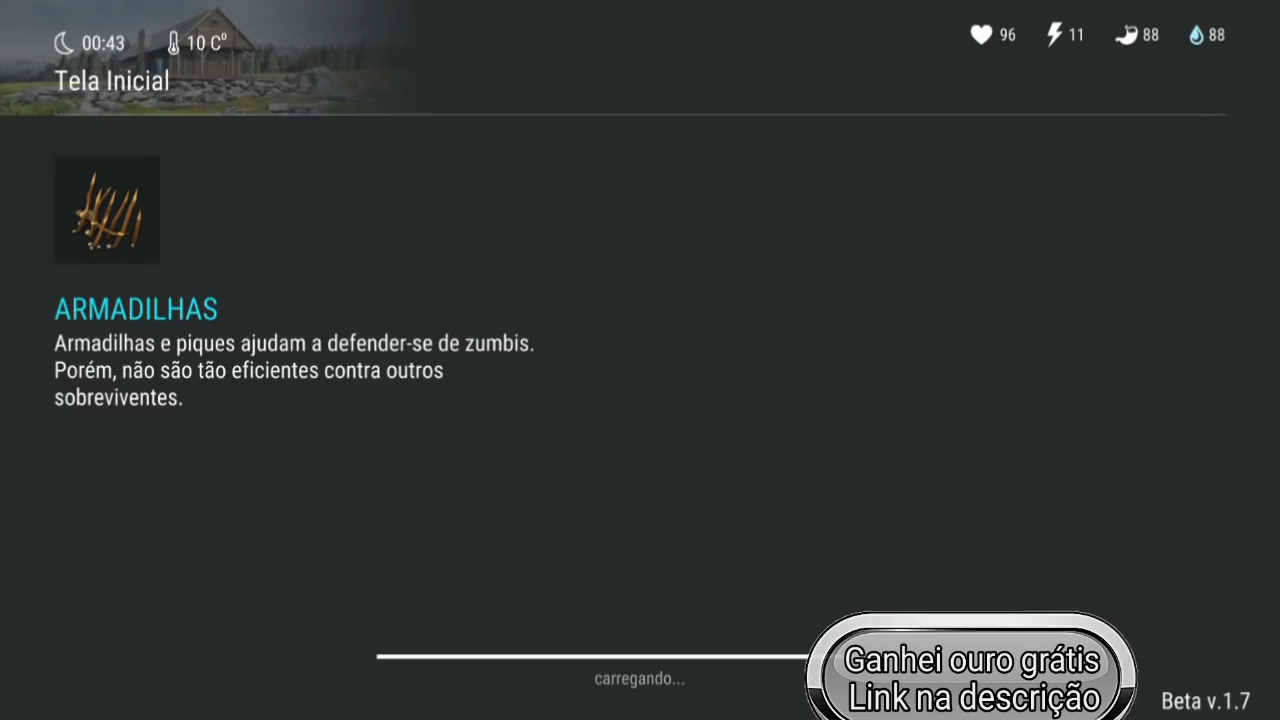 00:43
10 Cº
96
11
88
88
Tela Inicial
ARMADILHAS
Armadilhas e piques ajudam a defender-se de zumbis.
Porém, não são tão eficientes contra outros
sobreviventes.
carregando...
Ganhei ouro grátis
Link na descrição
Beta v.1.7